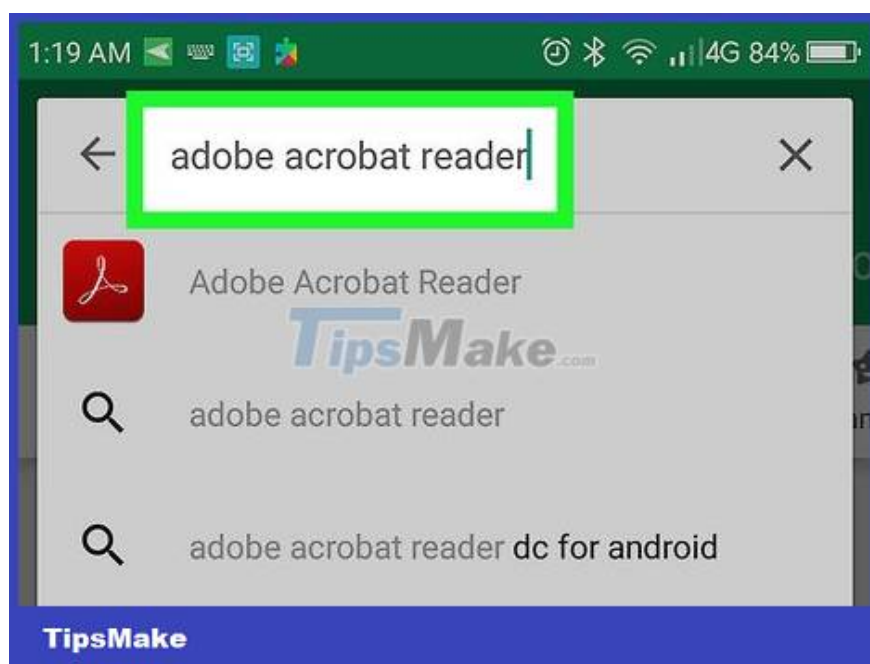 1:19 AM 4G 84%
adobe acrobat reader
Adobe Acrobat Reader
TipsMake.com
adobe acrobat reader
adobe acrobat reader dc for android
TipsMake